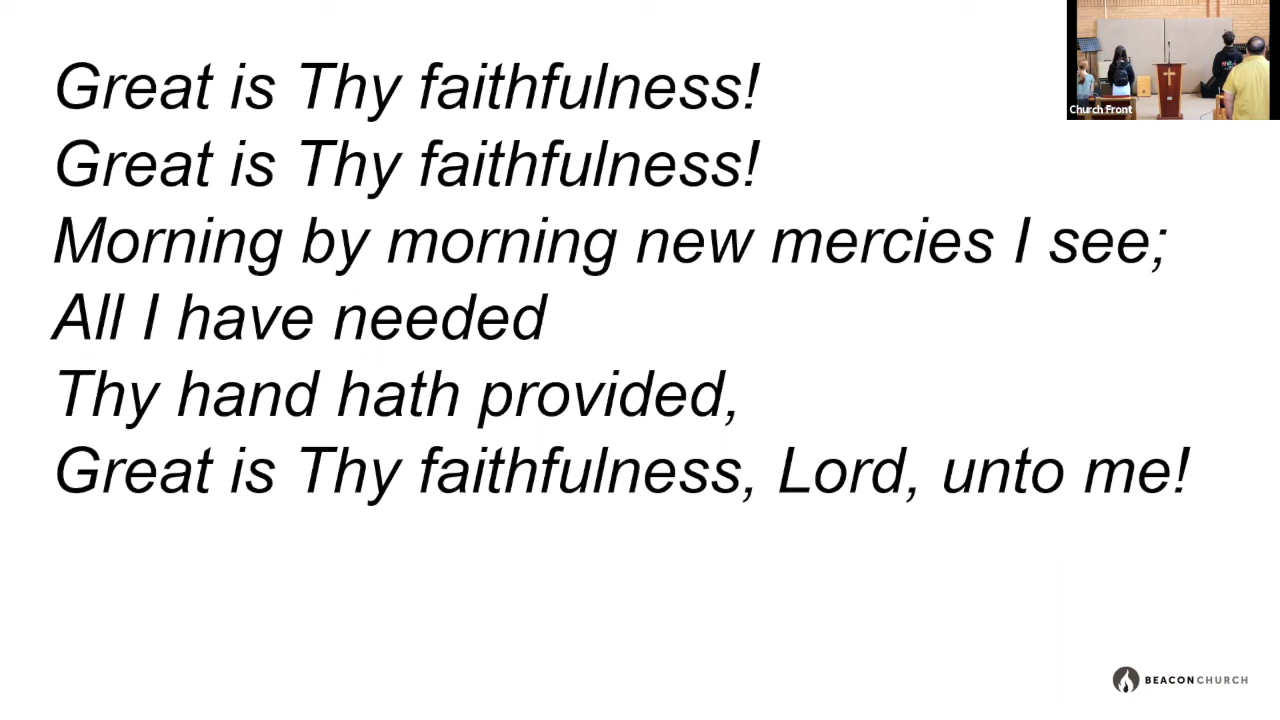 Great is Thy faithfulness!
Great is Thy faithfulness!
Morning by morning new mercies I see;
All I have needed
Thy hand hath provided,
Great is Thy faithfulness, Lord, unto me!
Church Front
BEACONCHURCH